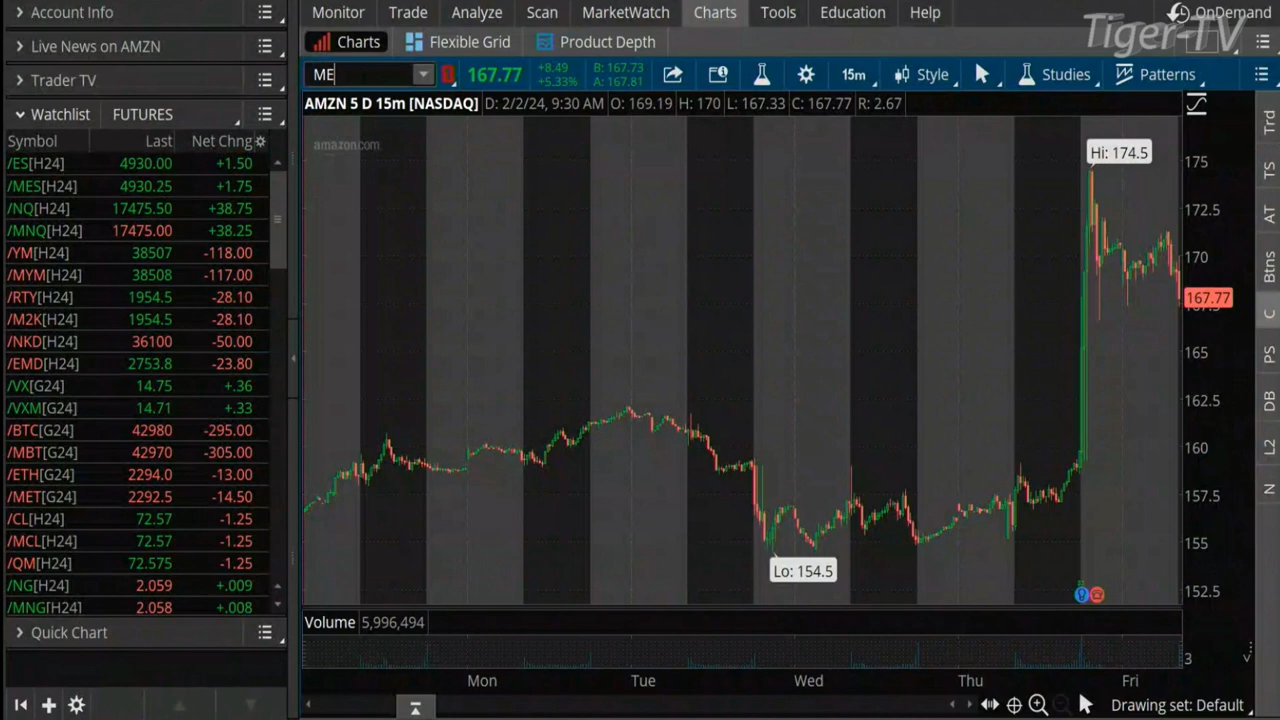 Account Info
Monitor Trade Analyze Scan MarketWatch Charts Tools Education Help OnDemand
Tiger-TV
Live News on AMZN
Charts Flexible Grid Product Depth
Trader TV
ME 167.77 +8.49 +5.33% B: 167.73 A: 167.81 15m Style Studies Patterns
Watchlist FUTURES
AMZN 5 D 15m [NASDAQ] D: 2/2/24, 9:30 AM O: 169.19 H: 170 L: 167.33 C: 167.77 R: 2.67
Symbol Last Net Chng
/ES[H24] 4930.00 +1.50
/MES[H24] 4930.25 +1.75
/NQ[H24] 17475.50 +38.75
/MNQ[H24] 17475.00 +38.25
/YM[H24] 38507 -118.00
/MYM[H24] 38508 -117.00
/RTY[H24] 1954.5 -28.10
/M2K[H24] 1954.5 -28.10
/NKD[H24] 36100 -50.00
/EMD[H24] 2753.8 -23.80
/VX[G24] 14.75 +.36
/VXM[G24] 14.71 +.33
/BTC[G24] 42980 -295.00
/MBT[G24] 42970 -305.00
/ETH[G24] 2294.0 -13.00
/MET[G24] 2292.5 -14.50
/CL[H24] 72.57 -1.25
/MCL[H24] 72.57 -1.25
/QM[H24] 72.575 -1.25
/NG[H24] 2.059 +.009
/MNG[H24] 2.058 +.008
Quick Chart
amazon.com
Hi: 174.5
Lo: 154.5
175
172.5
170
167.77
165
162.5
160
157.5
155
152.5
Volume 5,996,494
3
Mon Tue Wed Thu Fri
Drawing set: Default
Trd
TS
AT
Btns
C
PS
DB
L2
N